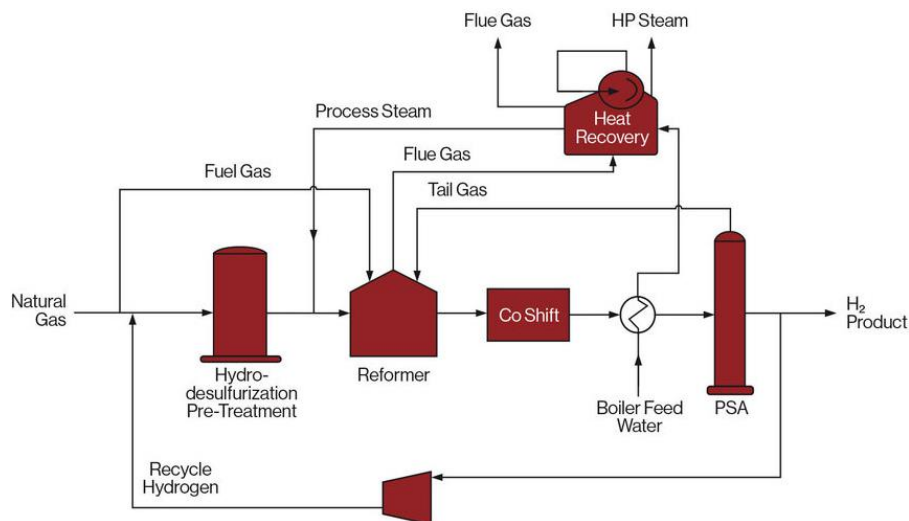 Flue Gas
HP Steam
Heat
Recovery
Process Steam
Flue Gas
Fuel Gas
Tail Gas
Natural
Gas
Co Shift
H₂
Product
Hydro-
desulfurization
Pre-Treatment
Reformer
Boiler Feed
Water
PSA
Recycle
Hydrogen